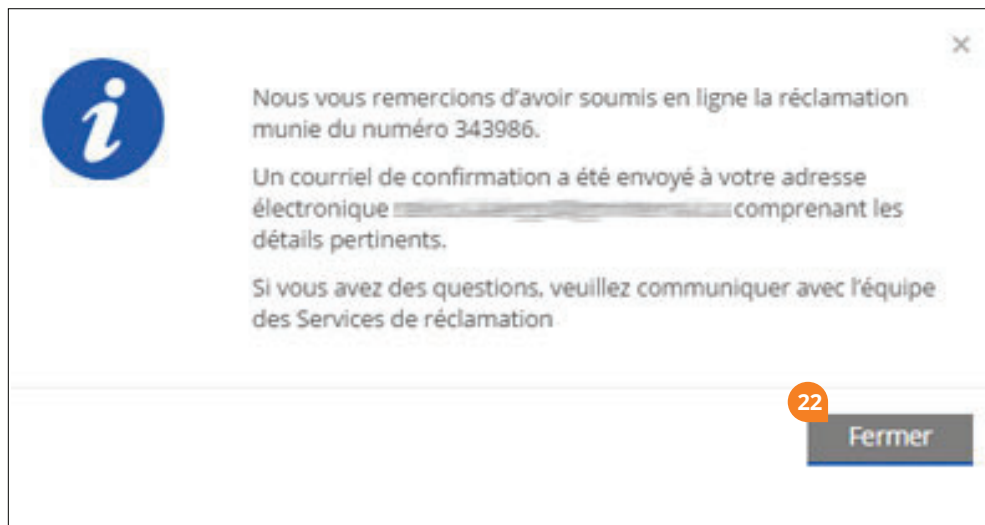 ×
Nous vous remercions d'avoir soumis en ligne la réclamation
munie du numéro 343986.
Un courriel de confirmation a été envoyé à votre adresse
électronique comprenant les
détails pertinents.
Si vous avez des questions, veuillez communiquer avec l'équipe
des Services de réclamation
22
Fermer